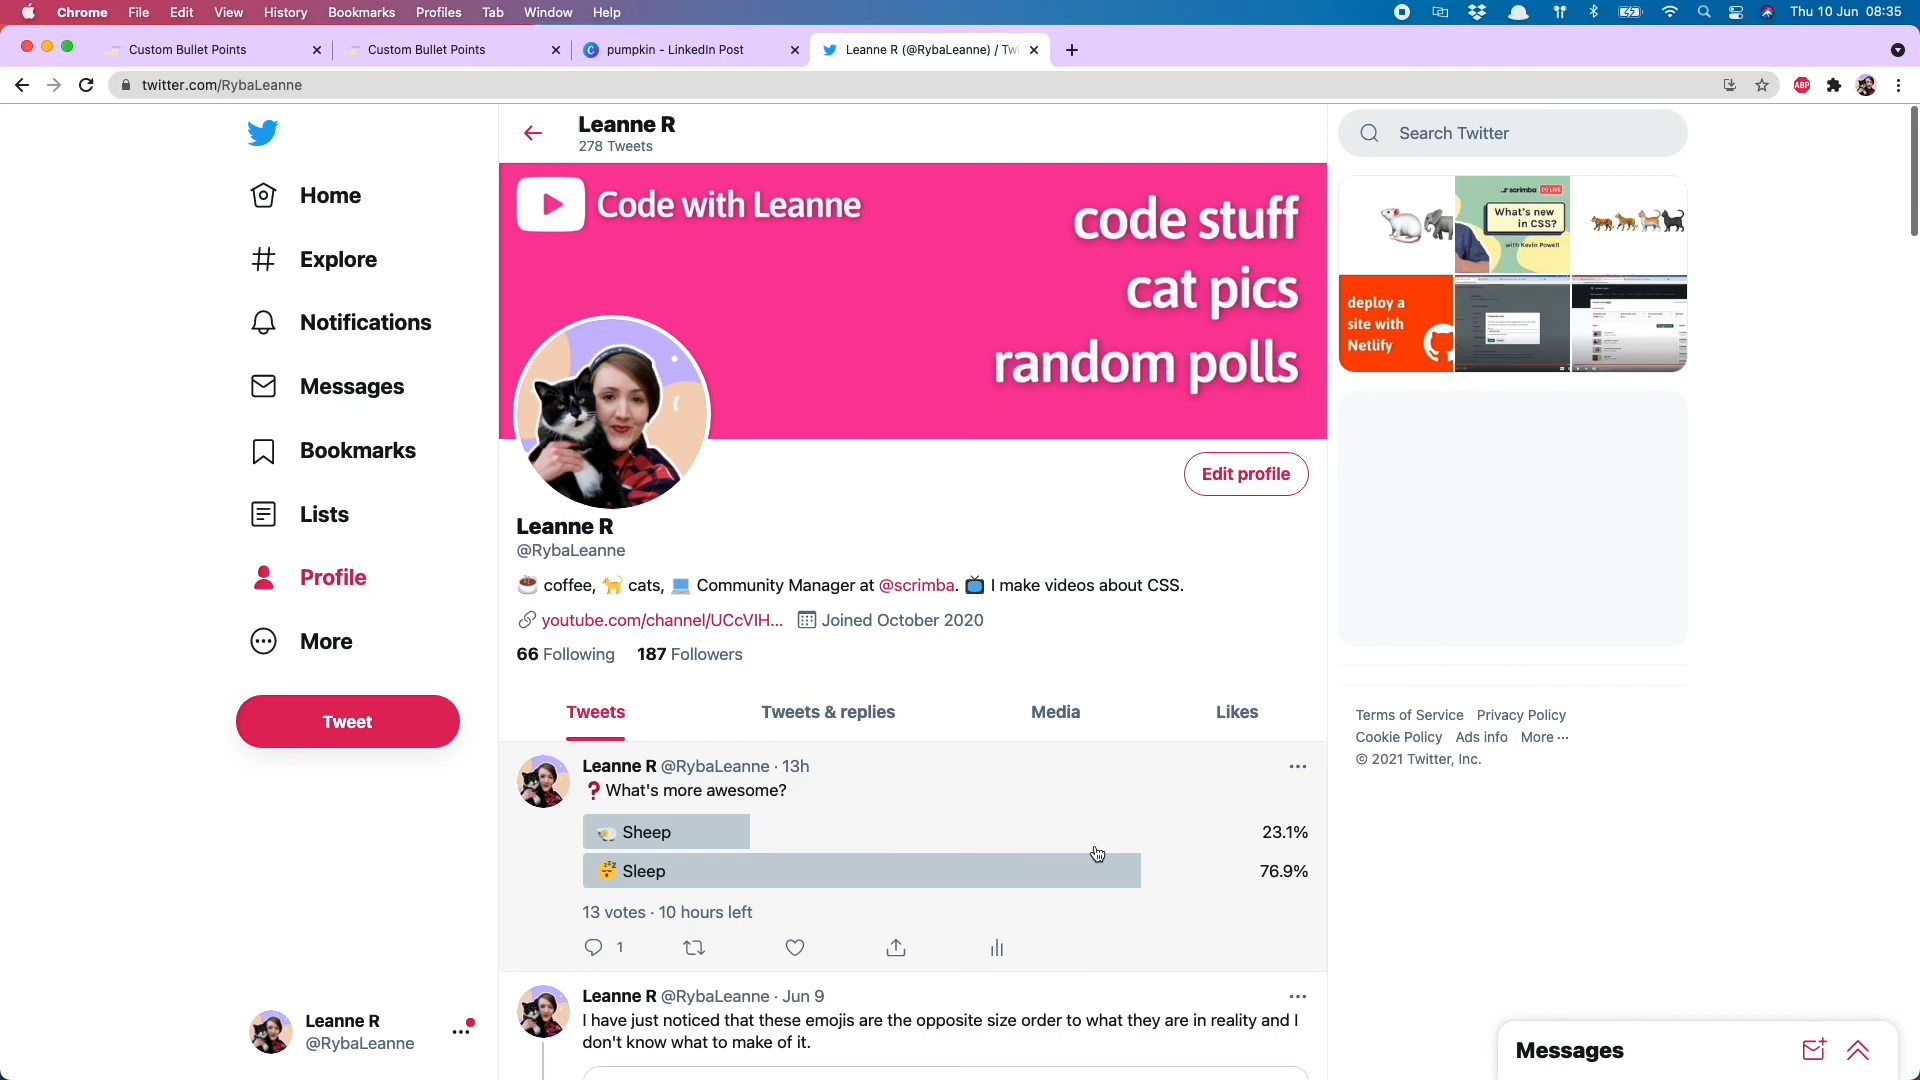 Chrome File Edit View History Bookmarks Profiles Tab Window Help Thu 10 Jun 08:35
Custom Bullet Points Custom Bullet Points pumpkin - LinkedIn Post Leanne R (@RybaLeanne) / Twi
twitter.com/RybaLeanne ABP
Home
Explore
Notifications
Messages
Bookmarks
Lists
Profile
More
Tweet
Leanne R
@RybaLeanne
Leanne R
278 Tweets
Code with Leanne
code stuff
cat pics
random polls
Edit profile
Leanne R
@RybaLeanne
coffee, cats, Community Manager at @scrimba. I make videos about CSS.
youtube.com/channel/UCcVIH... Joined October 2020
66 Following 187 Followers
Tweets Tweets & replies Media Likes
Leanne R @RybaLeanne · 13h
❓What's more awesome?
Sheep 23.1%
Sleep 76.9%
13 votes · 10 hours left
1
Leanne R @RybaLeanne · Jun 9
I have just noticed that these emojis are the opposite size order to what they are in reality and I
don't know what to make of it.
Search Twitter
scrimba LIVE
What's new
in CSS?
with Kevin Powell
deploy a
site with
Netlify
Terms of Service Privacy Policy
Cookie Policy Ads info More ···
© 2021 Twitter, Inc.
Messages